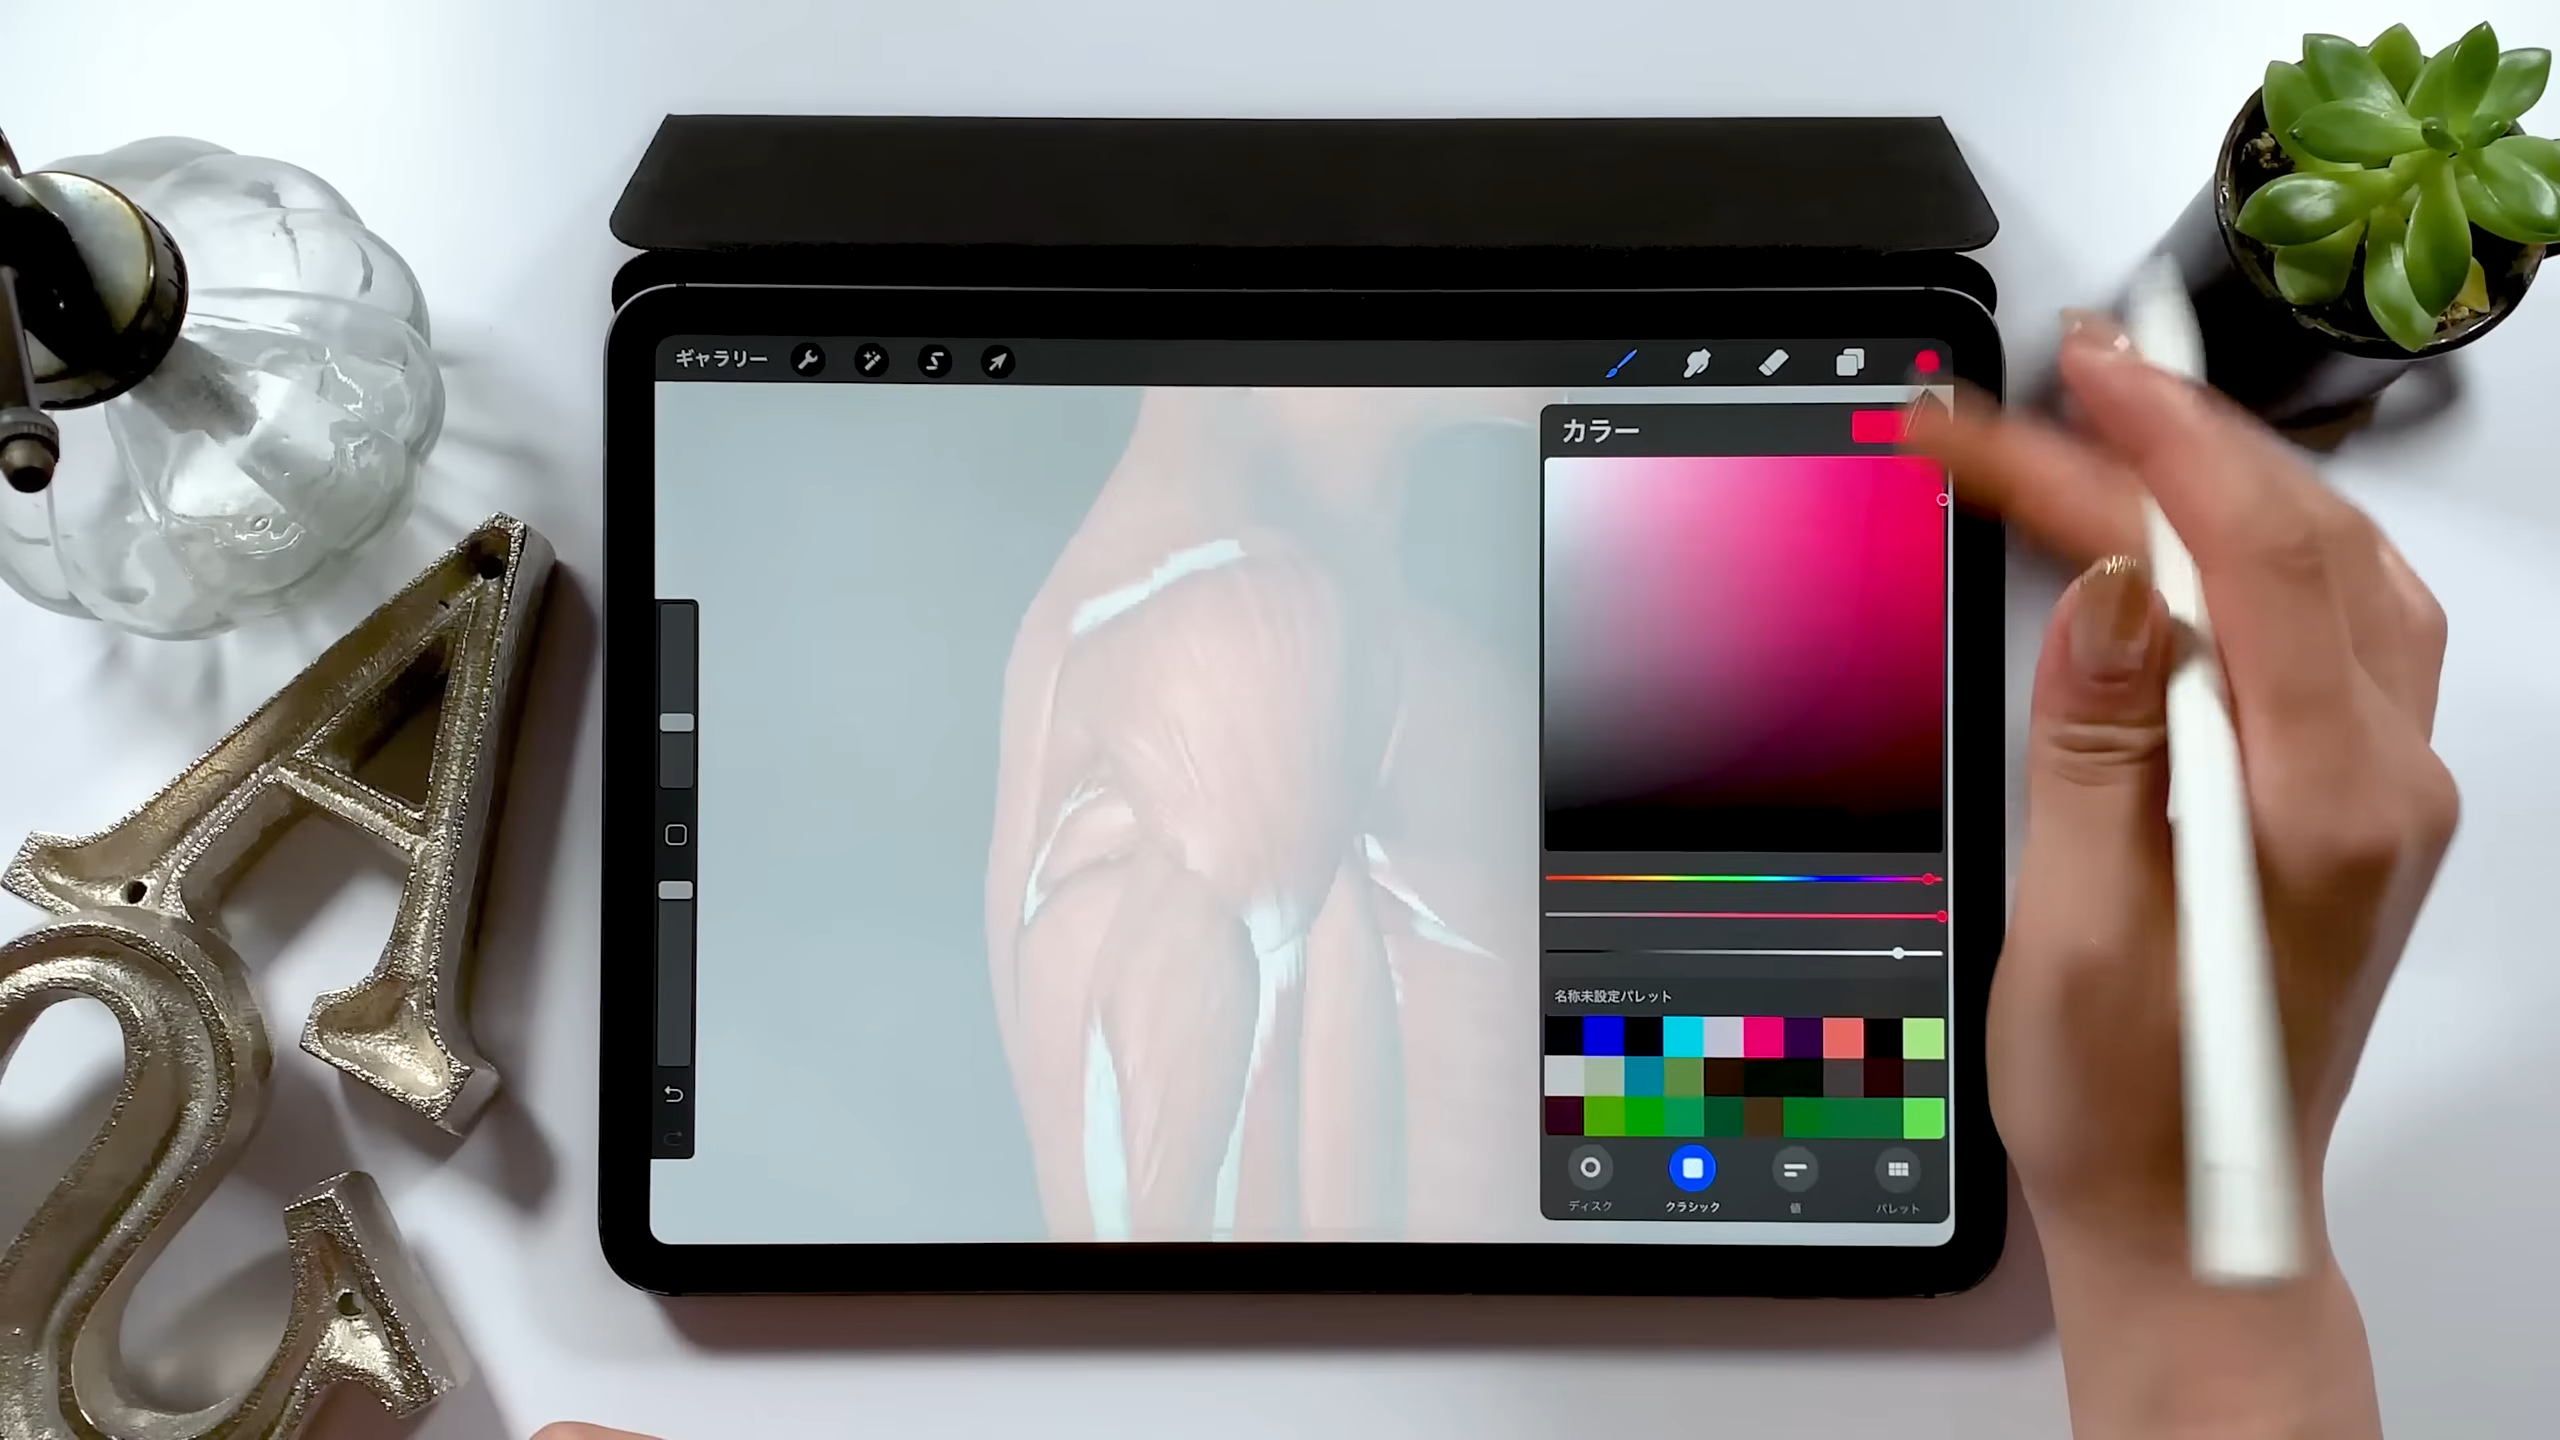 ギャラリー
カラー
名称未設定パレット
ディスク
クラシック
値
パレット
A
S